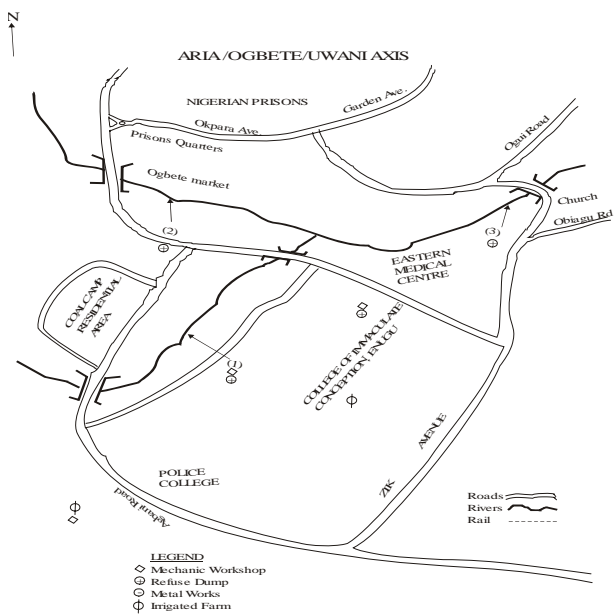 N
ARIA/OGBETE/UWANI AXIS
NIGERIAN PRISONS
Garden Ave.
Okpara Ave.
Prisons Quarters
Ogui Road
Ogbete market
Church
Obiagu Rd
(2)
(3)
EASTERN
MEDICAL
CENTRE
COALCAMP
RESIDENTIAL
AREA
COLLEGE OF IMMACULATE
CONCEPTION, ENUGU
(1)
ZIK AVENUE
POLICE
COLLEGE
Agbani Road
Roads
Rivers
Rail
LEGEND
Mechanic Workshop
Refuse Dump
Metal Works
Irrigated Farm